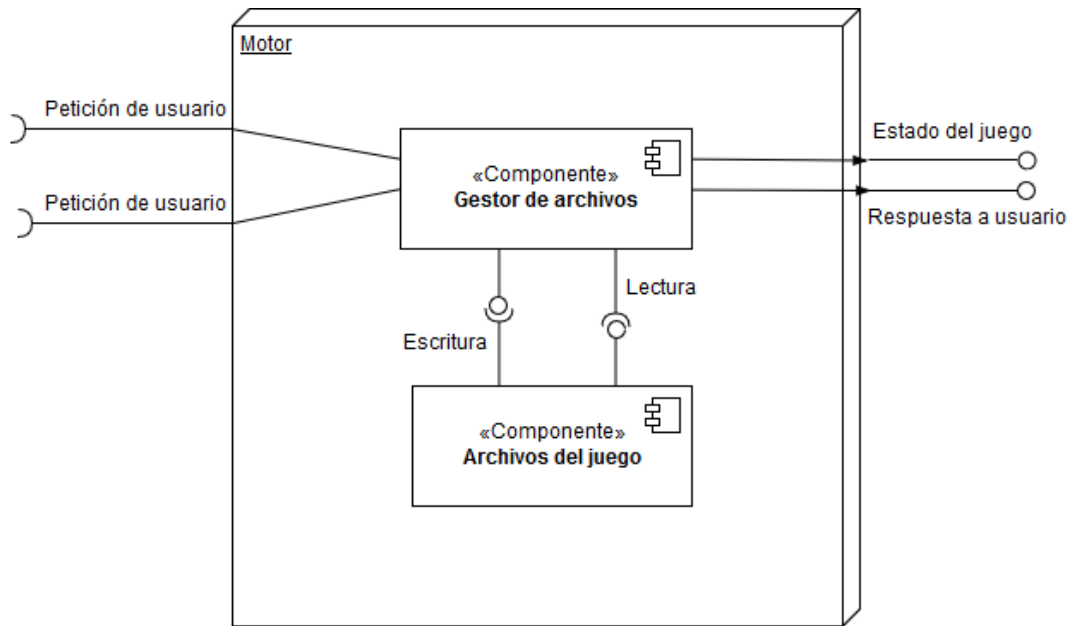 Motor
Petición de usuario
Estado del juego
«Componente»
Gestor de archivos
Petición de usuario
Respuesta a usuario
Lectura
Escritura
«Componente»
Archivos del juego